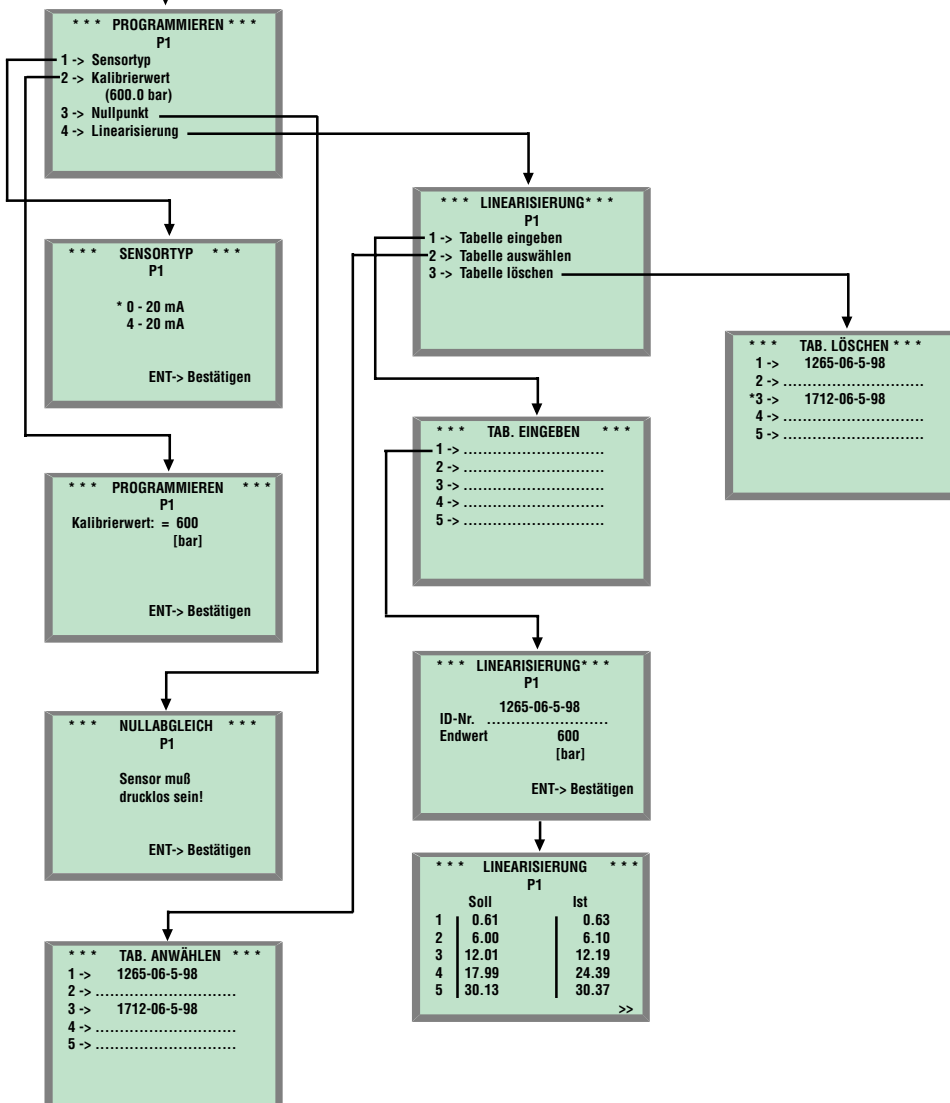 * * * PROGRAMMIEREN * * *
P1
1 -> Sensortyp
2 -> Kalibrierwert
(600.0 bar)
3 -> Nullpunkt
4 -> Linearisierung
* * * SENSORTYP * * *
P1
* 0 - 20 mA
4 - 20 mA
ENT-> Bestätigen
* * * PROGRAMMIEREN * * *
P1
Kalibrierwert: = 600
[bar]
ENT-> Bestätigen
* * * NULLABGLEICH * * *
P1
Sensor muß
drucklos sein!
ENT-> Bestätigen
* * * TAB. ANWÄHLEN * * *
1 -> 1265-06-5-98
2 -> ............................
3 -> 1712-06-5-98
4 -> ............................
5 -> ............................
* * * LINEARISIERUNG* * *
P1
1 -> Tabelle eingeben
2 -> Tabelle auswählen
3 -> Tabelle löschen
* * * TAB. EINGEBEN * * *
1 -> ............................
2 -> ............................
3 -> ............................
4 -> ............................
5 -> ............................
* * * LINEARISIERUNG* * *
P1
1265-06-5-98
ID-Nr. ........................
Endwert 600
[bar]
ENT-> Bestätigen
* * * LINEARISIERUNG * * *
P1
Soll Ist
1 0.61 0.63
2 6.00 6.10
3 12.01 12.19
4 17.99 24.39
5 30.13 30.37
>>
* * * TAB. LÖSCHEN * * *
1 -> 1265-06-5-98
2 -> ............................
*3 -> 1712-06-5-98
4 -> ............................
5 -> ............................